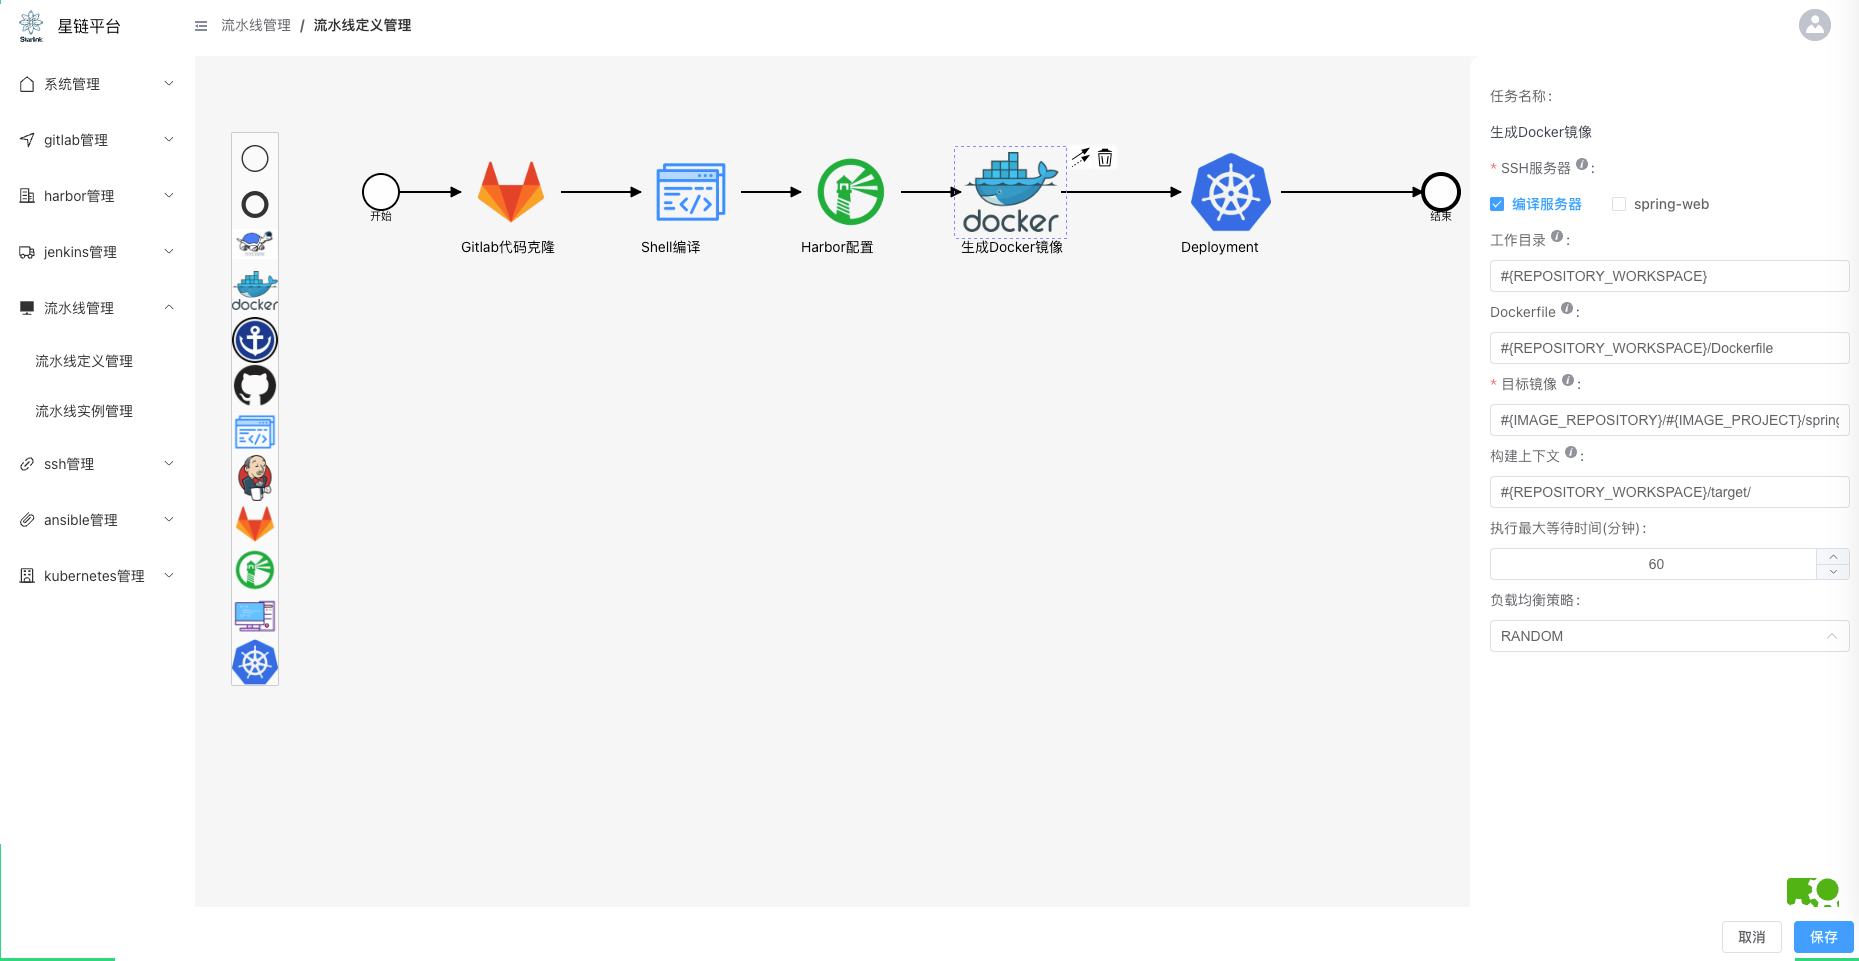 Starlink
星链平台
流水线管理 / 流水线定义管理
系统管理
gitlab管理
harbor管理
jenkins管理
流水线管理
流水线定义管理
流水线实例管理
ssh管理
ansible管理
kubernetes管理
docker
开始
Gitlab代码克隆
Shell编译
Harbor配置
docker
生成Docker镜像
Deployment
结束
任务名称 :
生成Docker镜像
* SSH服务器 :
编译服务器 spring-web
工作目录 :
#{REPOSITORY_WORKSPACE}
Dockerfile :
#{REPOSITORY_WORKSPACE}/Dockerfile
* 目标镜像 :
#{IMAGE_REPOSITORY}/#{IMAGE_PROJECT}/spring
构建上下文 :
#{REPOSITORY_WORKSPACE}/target/
执行最大等待时间(分钟) :
60
负载均衡策略 :
RANDOM
取消
保存